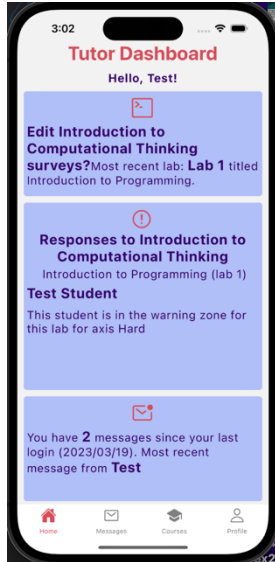 3:02
Tutor Dashboard
Hello, Test!
Edit Introduction to
Computational Thinking
surveys?Most recent lab: Lab 1 titled
Introduction to Programming.
Responses to Introduction to
Computational Thinking
Introduction to Programming (lab 1)
Test Student
This student is in the warning zone for
this lab for axis Hard
You have 2 messages since your last
login (2023/03/19). Most recent
message from Test
Home Messages Courses Profile